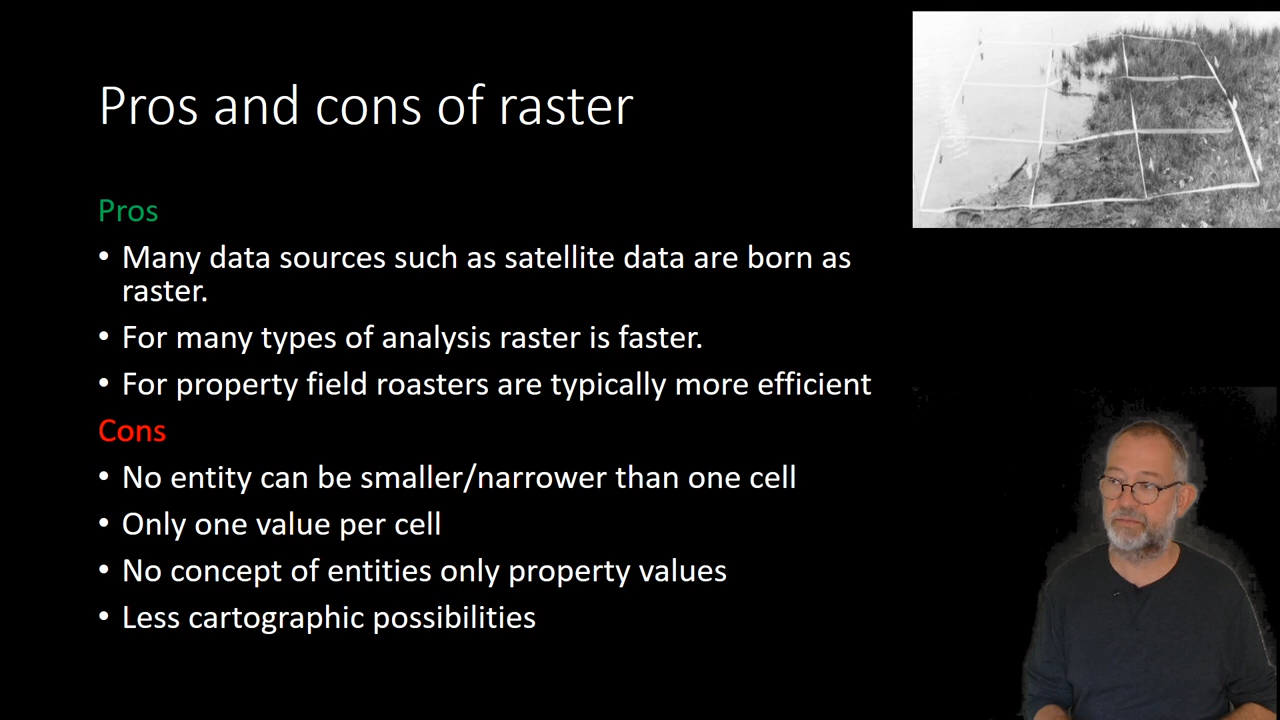 Pros and cons of raster
Pros
• Many data sources such as satellite data are born as
raster.
• For many types of analysis raster is faster.
• For property field roasters are typically more efficient
Cons
• No entity can be smaller/narrower than one cell
• Only one value per cell
• No concept of entities only property values
• Less cartographic possibilities